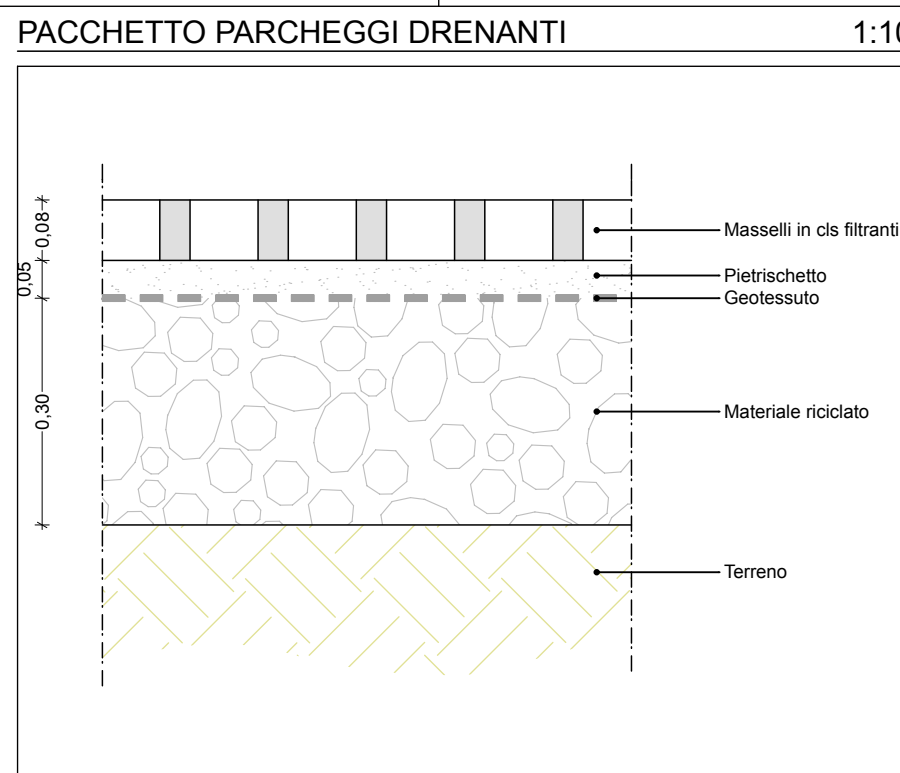 PACCHETTO PARCHEGGI DRENANTI
0,08
0,05
0,30
Masselli in cls filtranti
Pietrischetto
Geotessuto
Materiale riciclato
Terreno